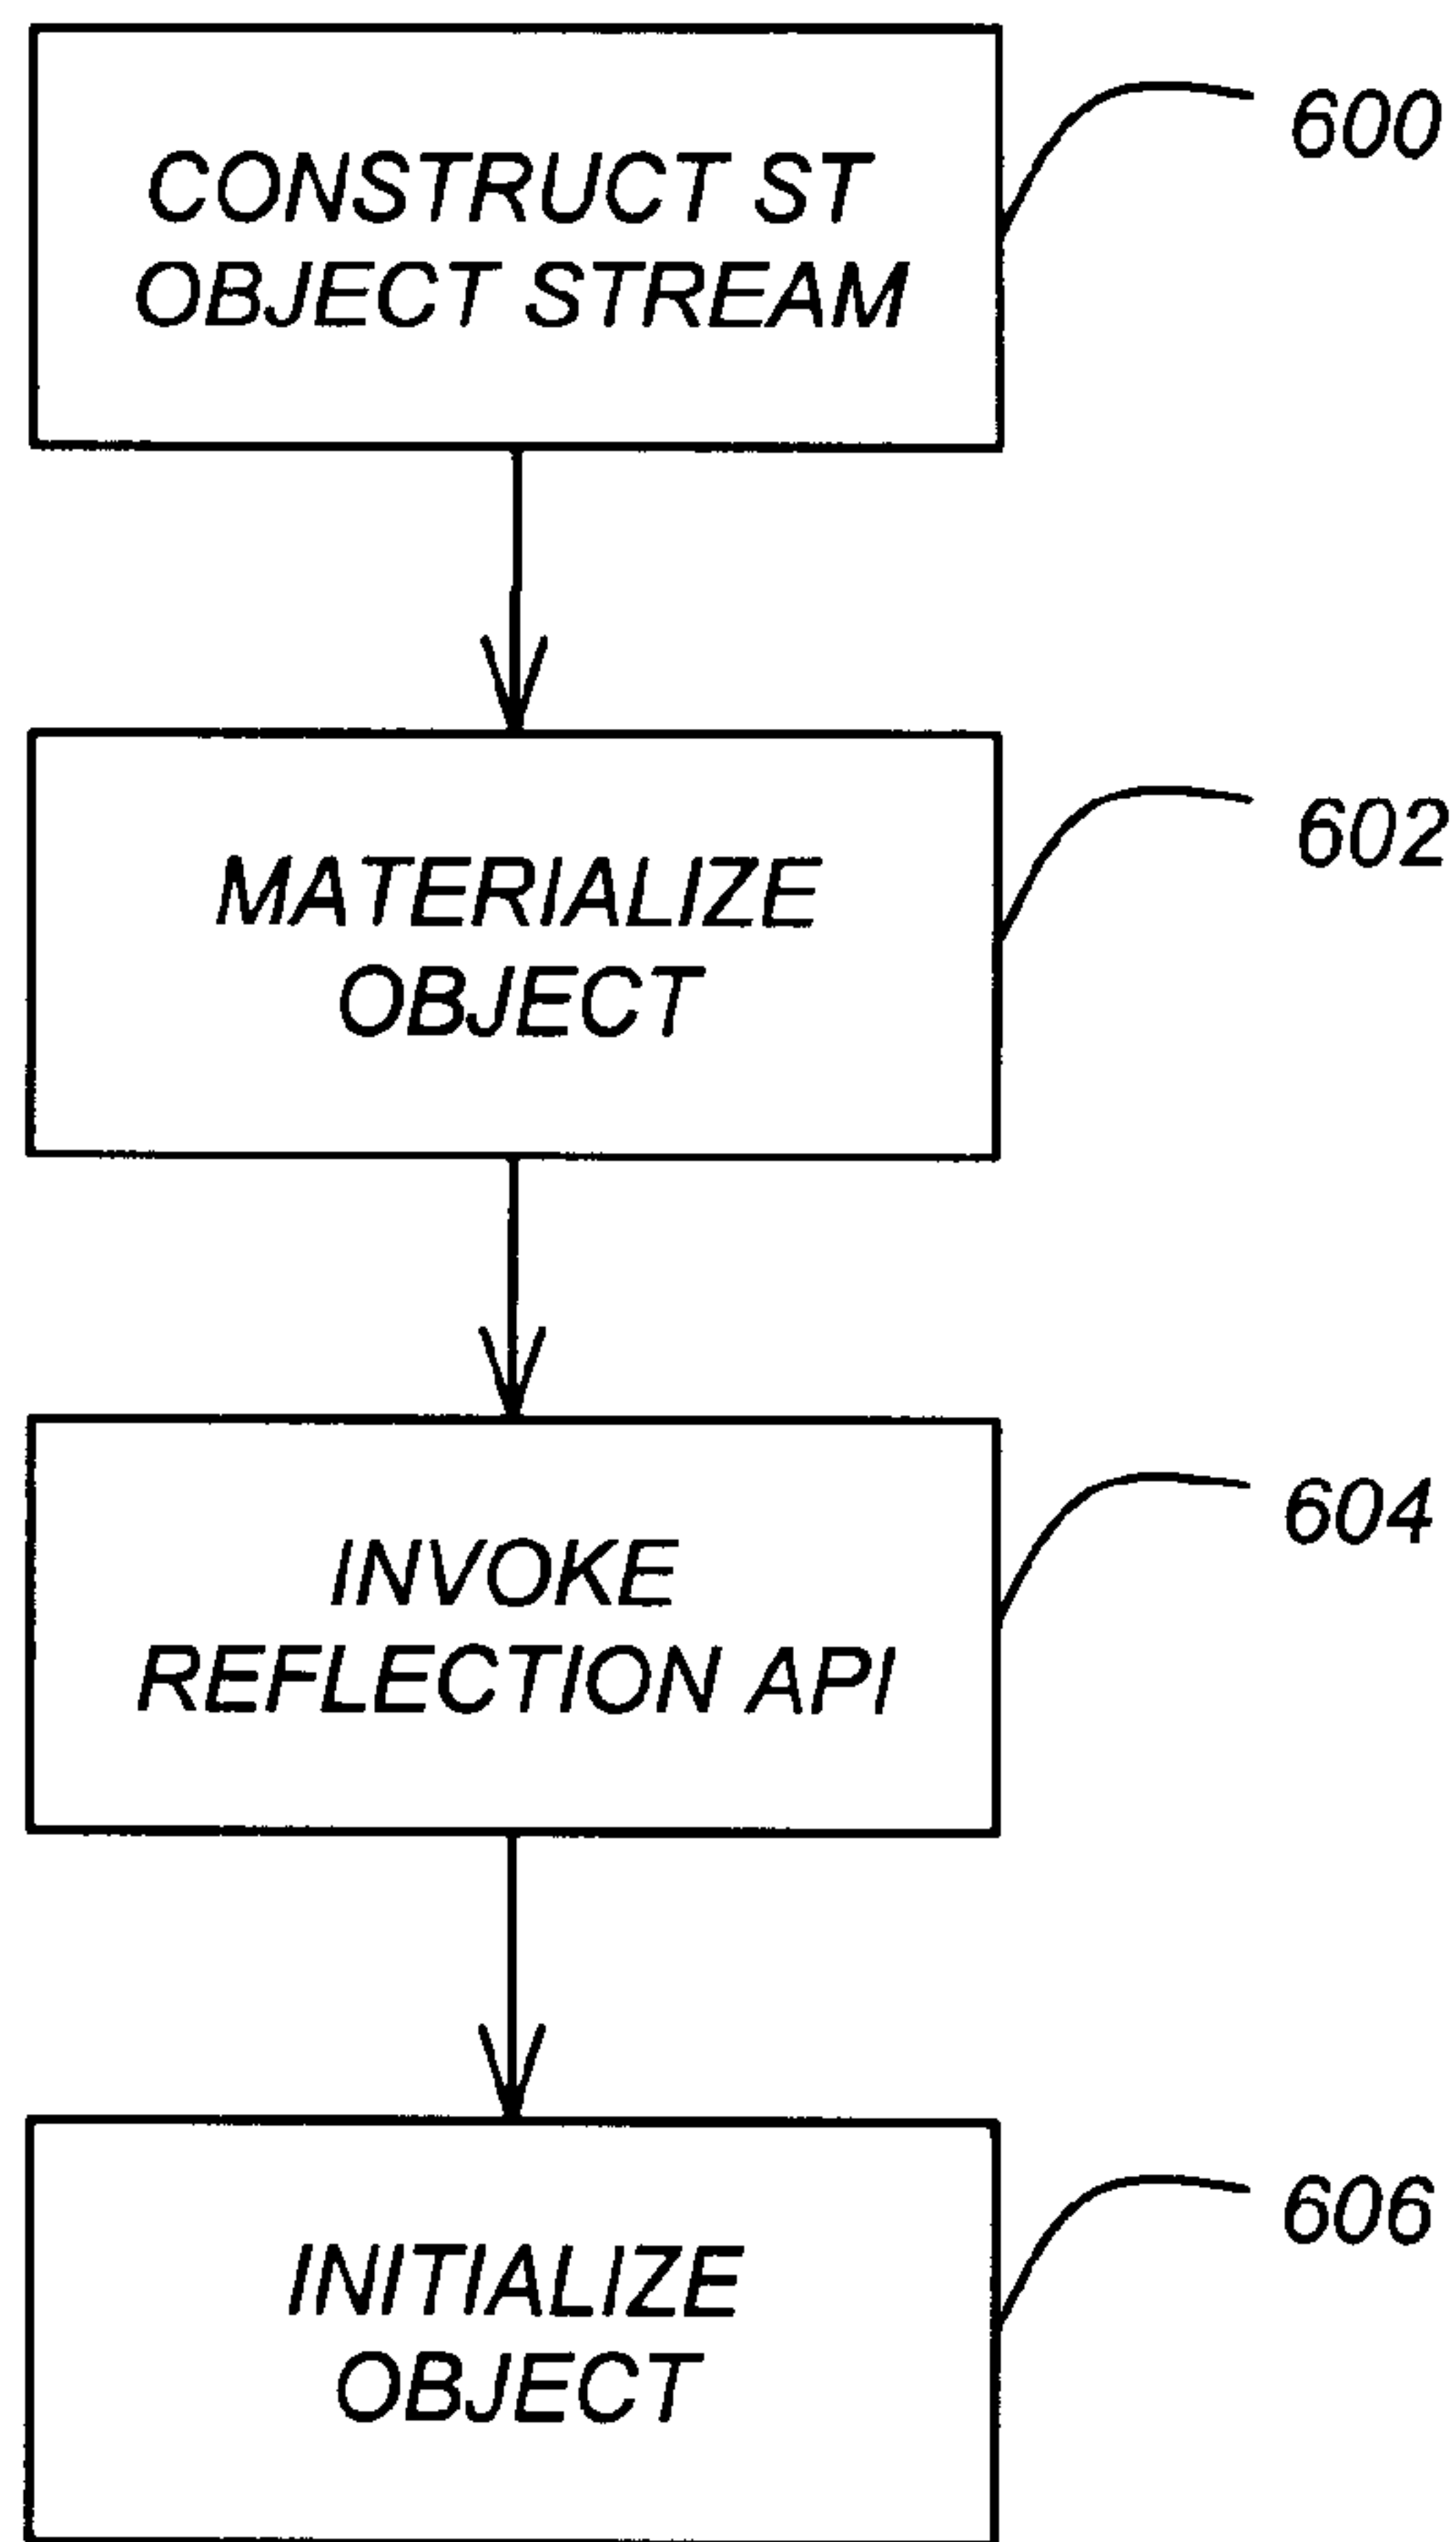 CONSTRUCT ST
OBJECT STREAM
600
MATERIALIZE
OBJECT
602
INVOKE
REFLECTION API
604
INITIALIZE
OBJECT
606